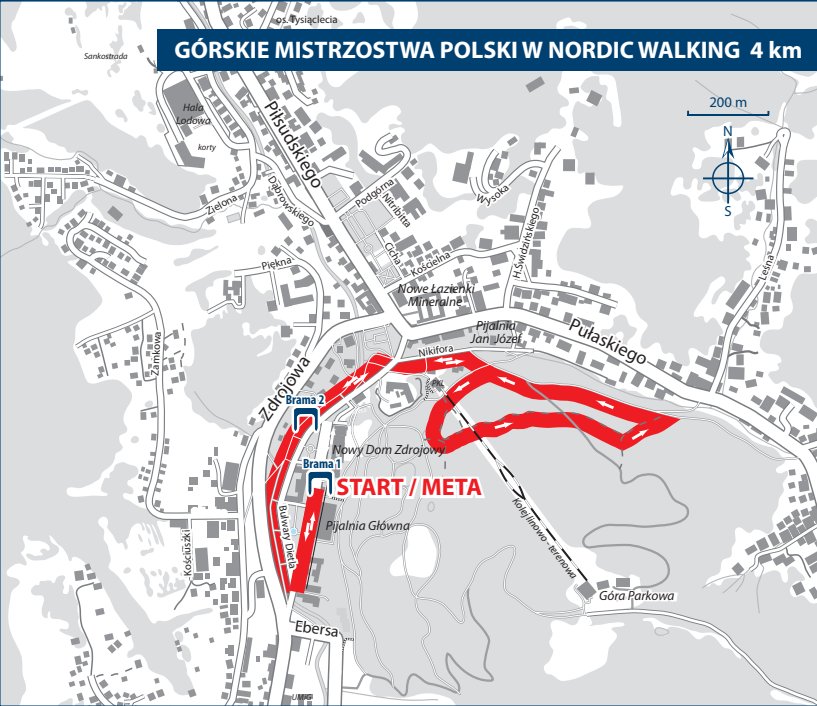 os. Tysiąclecia
GÓRSKIE MISTRZOSTWA POLSKI W NORDIC WALKING 4 km
Sankostrada
Hala
Lodowa
korty
Piłsudskiego
200 m
N
S
Zielona
Dąbrowskiego
Podgórna
Nitribitta
Wysoka
Cicha
Kościelna
H.Świdzińskiego
Leśna
Piękna
Nowe Łazienki
Mineralne
Pijalnia
Jan Józef
Pułaskiego
Nikifora
Zamkowa
Zdrojowa
PKL
Brama 2
Nowy Dom Zdrojowy
Brama 1
START / META
Bulwary Dietla
Pijalnia Główna
Kolej linowo - terenowa
Kościuszki
Góra Parkowa
Ebersa
UMiG